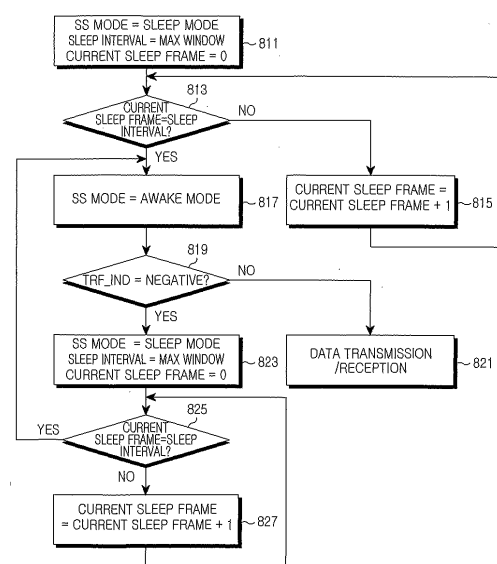 SS MODE = SLEEP MODE
SLEEP INTERVAL = MAX WINDOW
CURRENT SLEEP FRAME = 0
811
813
CURRENT
SLEEP FRAME=SLEEP
INTERVAL?
NO
YES
SS MODE = AWAKE MODE
817
CURRENT SLEEP FRAME =
CURRENT SLEEP FRAME + 1
815
819
TRF_IND = NEGATIVE?
NO
YES
SS MODE = SLEEP MODE
SLEEP INTERVAL = MAX WINDOW
CURRENT SLEEP FRAME = 0
823
DATA TRANSMISSION
/RECEPTION
821
825
YES
CURRENT
SLEEP FRAME=SLEEP
INTERVAL?
NO
CURRENT SLEEP FRAME
= CURRENT SLEEP FRAME + 1
827